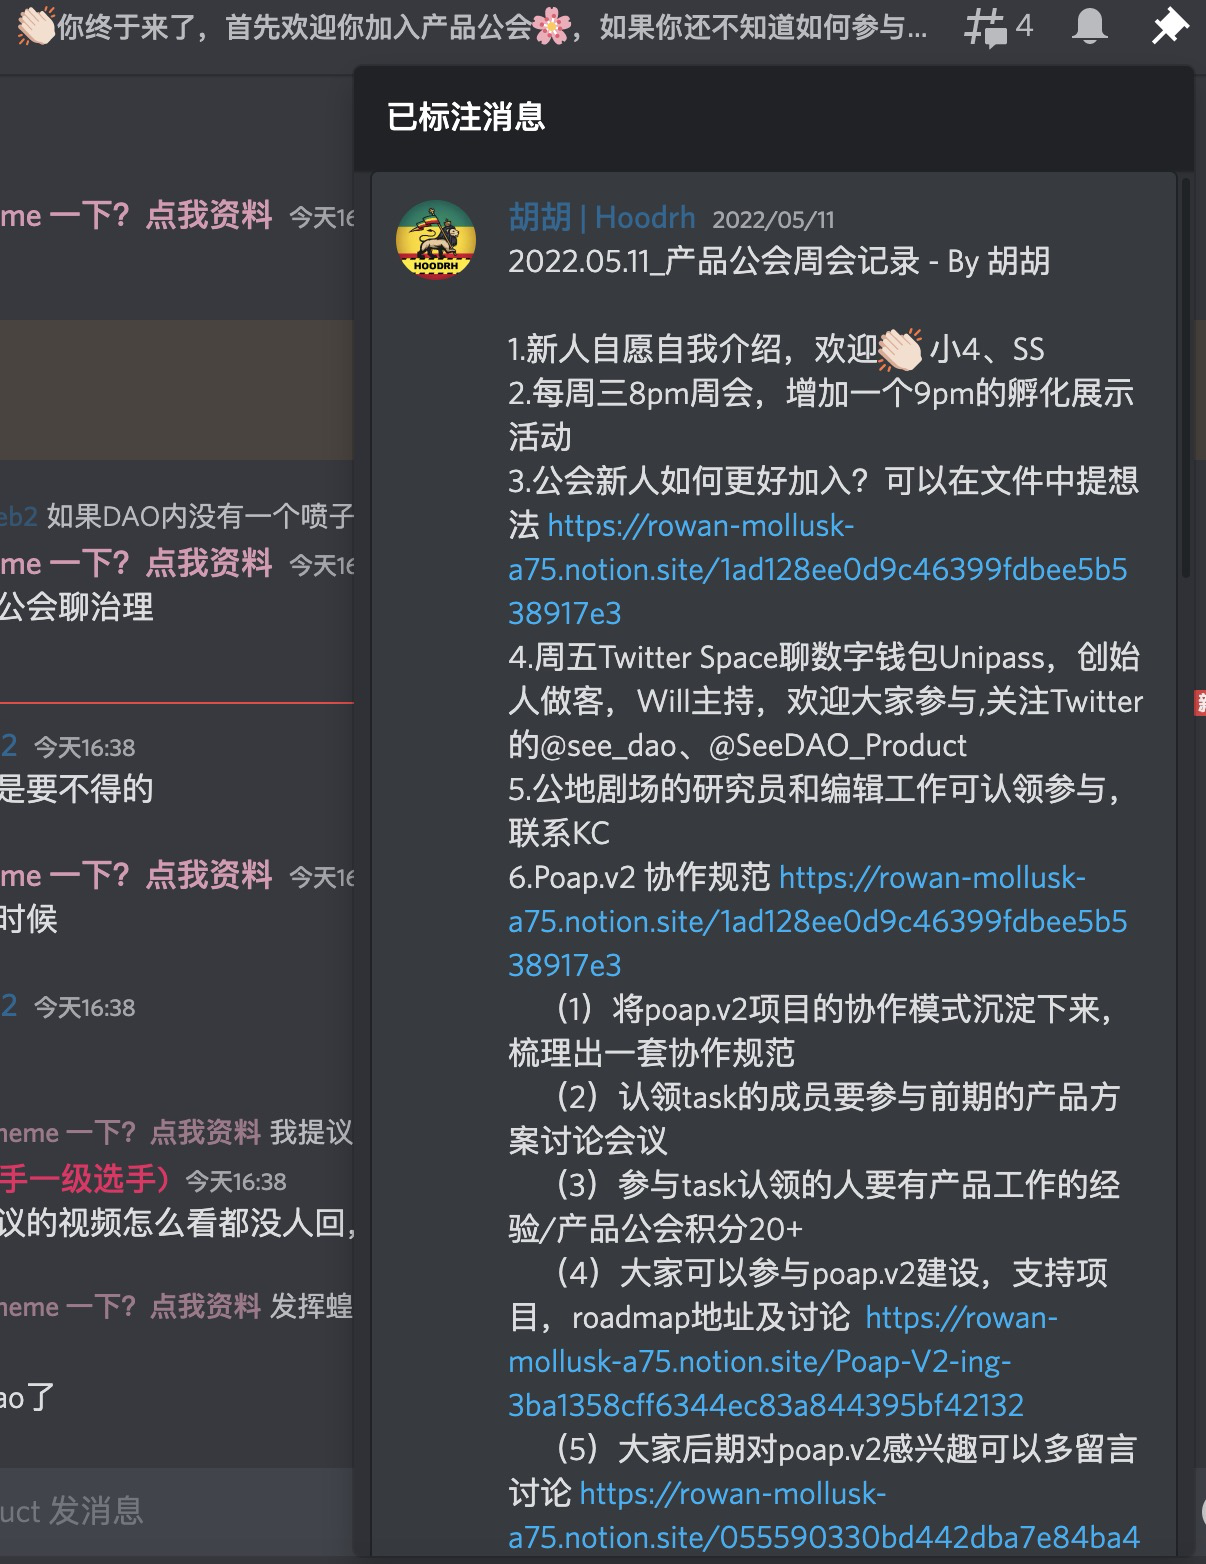 你终于来了，首先欢迎你加入产品公会🌸，如果你还不知道如何参与...
4
已标注消息
胡胡 | Hoodrh 2022/05/11
HOODRH
2022.05.11_产品公会周会记录 - By 胡胡
1.新人自愿自我介绍，欢迎👏🏻 小4、SS
2.每周三8pm周会，增加一个9pm的孵化展示
活动
3.公会新人如何更好加入？可以在文件中提想
法 https://rowan-mollusk-
a75.notion.site/1ad128ee0d9c46399fdbee5b5
38917e3
4.周五Twitter Space聊数字钱包Unipass，创始
人做客，Will主持，欢迎大家参与,关注Twitter
的@see_dao、@SeeDAO_Product
5.公地剧场的研究员和编辑工作可认领参与，
联系KC
6.Poap.v2 协作规范 https://rowan-mollusk-
a75.notion.site/1ad128ee0d9c46399fdbee5b5
38917e3
（1）将poap.v2项目的协作模式沉淀下来，
梳理出一套协作规范
（2）认领task的成员要参与前期的产品方
案讨论会议
（3）参与task认领的人要有产品工作的经
验/产品公会积分20+
（4）大家可以参与poap.v2建设，支持项
目，roadmap地址及讨论 https://rowan-
mollusk-a75.notion.site/Poap-V2-ing-
3ba1358cff6344ec83a844395bf42132
（5）大家后期对poap.v2感兴趣可以多留言
讨论 https://rowan-mollusk-
a75.notion.site/055590330bd442dba7e84ba4
me 一下？点我资料 今天16
eb2 如果DAO内没有一个喷子
me 一下？点我资料 今天16
公会聊治理
新
2 今天16:38
是要不得的
me 一下？点我资料 今天16
时候
2 今天16:38
neme 一下？点我资料 我提议
手一级选手） 今天16:38
议的视频怎么看都没人回，
neme 一下？点我资料 发挥蝗
ao了
uct 发消息